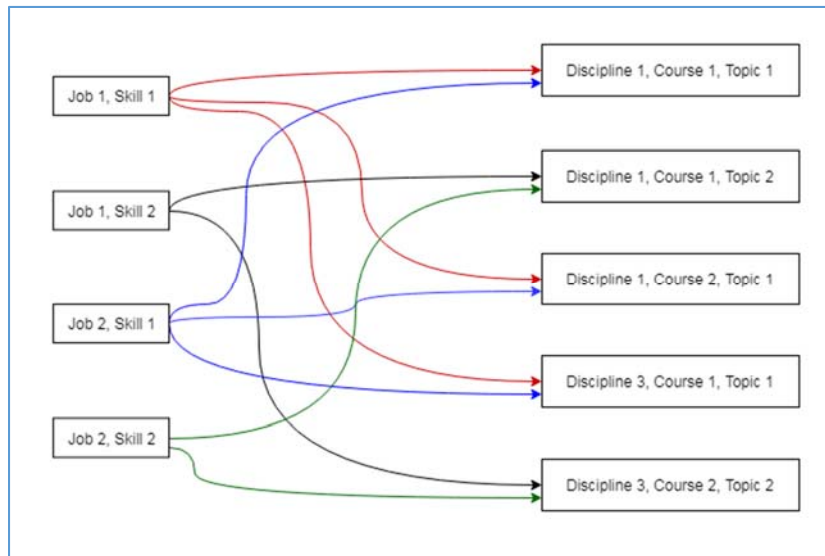 Job 1, Skill 1
Job 1, Skill 2
Job 2, Skill 1
Job 2, Skill 2
Discipline 1, Course 1, Topic 1
Discipline 1, Course 1, Topic 2
Discipline 1, Course 2, Topic 1
Discipline 3, Course 1, Topic 1
Discipline 3, Course 2, Topic 2